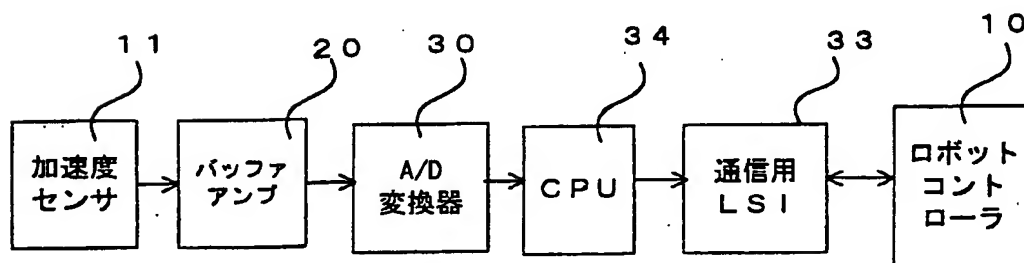 11
20
30
34
33
10
加速度
センサ
バッファ
アンプ
A/D
変換器
CPU
通信用
LSI
ロボット
コント
ローラ